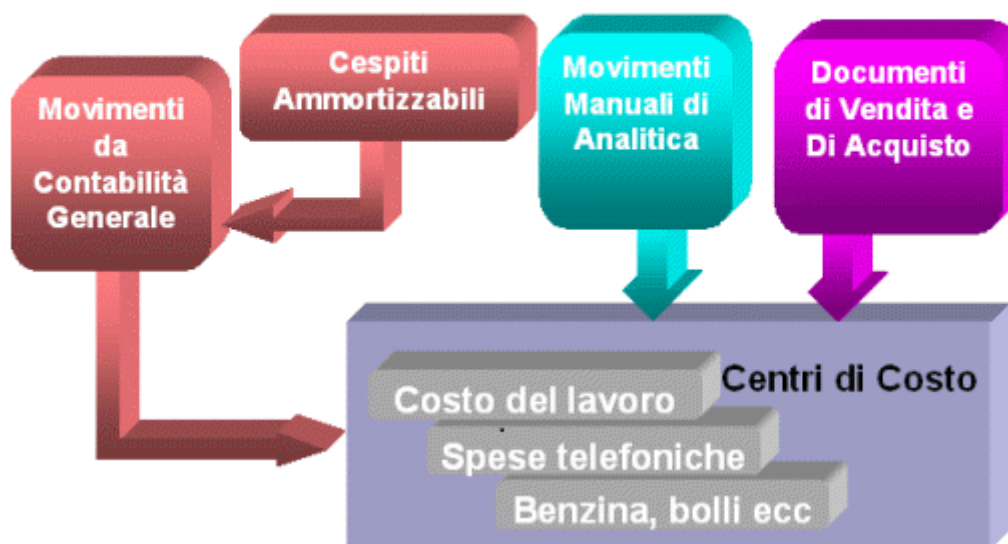 Movimenti
da
Contabilità
Generale
Cespiti
Ammortizzabili
Movimenti
Manuali di
Analitica
Documenti
di Vendita e
Di Acquisto
Centri di Costo
Costo del lavoro
Spese telefoniche
Benzina, bolli ecc